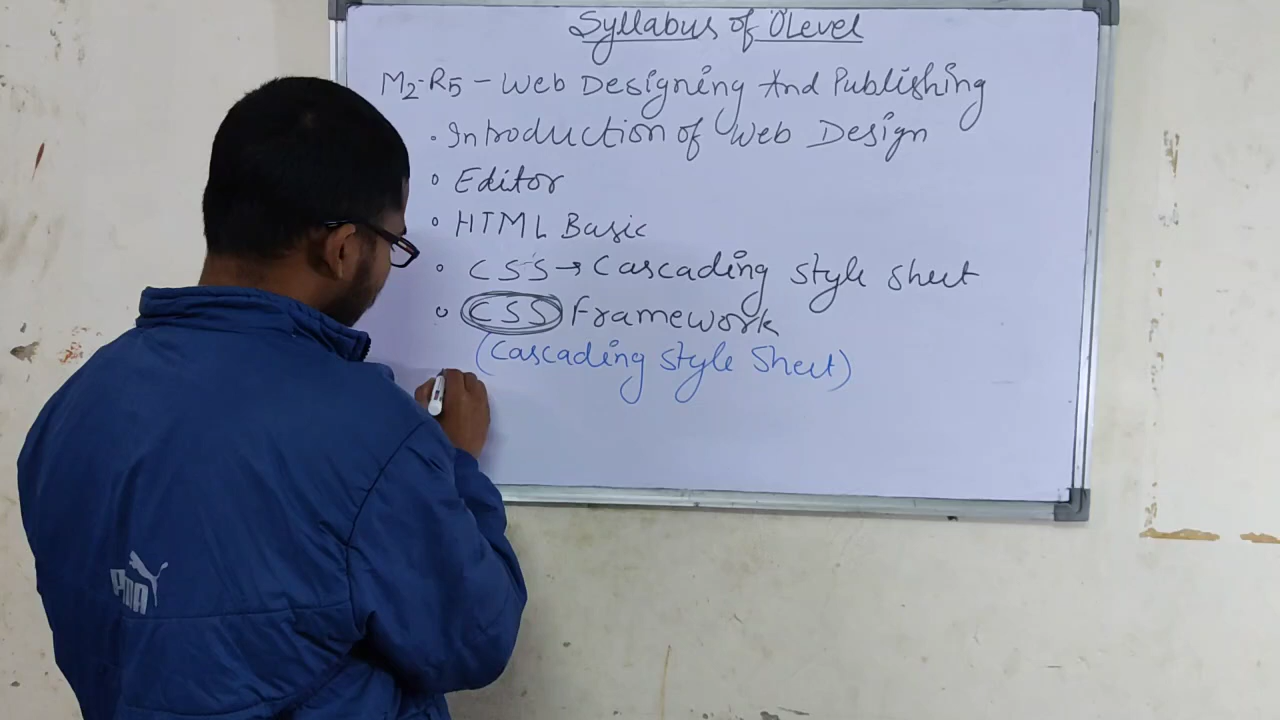 Syllabus of OLevel
M2-R5 - Web Designing And Publishing
• Introduction of Web Design
• Editor
• HTML Basic
• CSS → Cascading Style Sheet
• CSS Framework
(Cascading Style Sheet)
PUMA